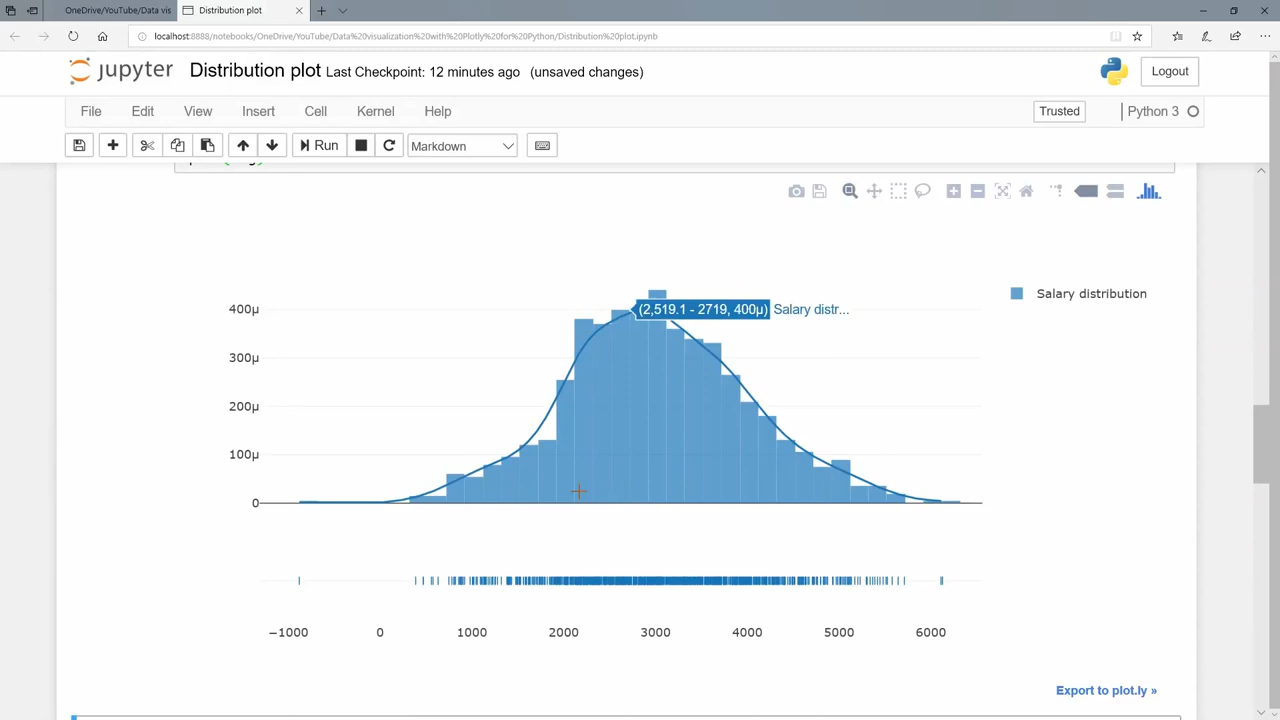 OneDrive/YouTube/Data vis
Distribution plot
localhost:8888/notebooks/OneDrive/YouTube/Data%20visualization%20with%20Plotly%20for%20Python/Distribution%20plot.ipynb
jupyter Distribution plot Last Checkpoint: 12 minutes ago (unsaved changes)
Logout
File Edit View Insert Cell Kernel Help
Trusted
Python 3
Run
Markdown
Salary distribution
400µ
(2,519.1 - 2719, 400µ) Salary distr...
300µ
200µ
100µ
0
−1000 0 1000 2000 3000 4000 5000 6000
Export to plot.ly »